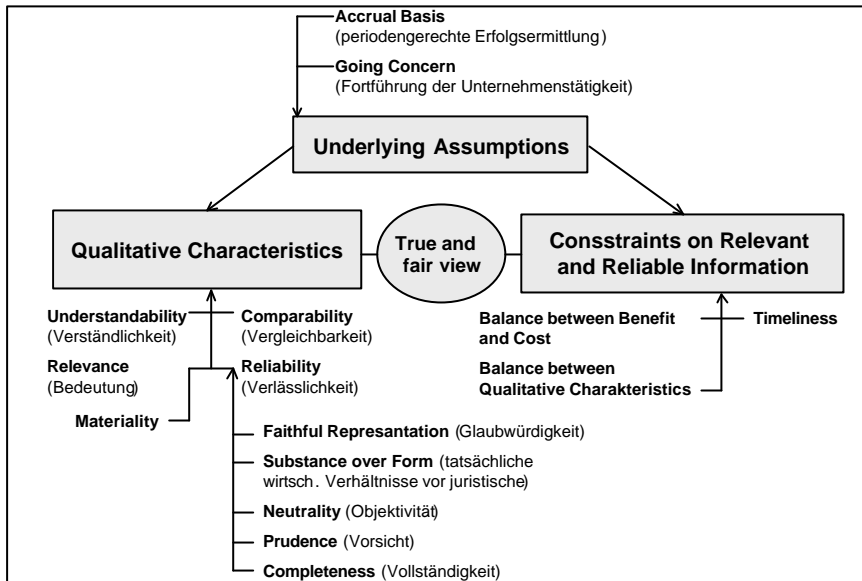 Accrual Basis
(periodengerechte Erfolgsermittlung)
Going Concern
(Fortführung der Unternehmenstätigkeit)
Underlying Assumptions
Qualitative Characteristics
True and
fair view
Consstraints on Relevant
and Reliable Information
Understandability
(Verständlichkeit)
Comparability
(Vergleichbarkeit)
Relevance
(Bedeutung)
Reliability
(Verlässlichkeit)
Materiality
Faithful Represantation (Glaubwürdigkeit)
Substance over Form (tatsächliche
wirtsch. Verhältnisse vor juristische)
Neutrality (Objektivität)
Prudence (Vorsicht)
Completeness (Vollständigkeit)
Balance between Benefit
and Cost
Timeliness
Balance between
Qualitative Charakteristics